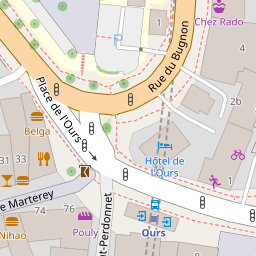 Chez Rado
1
Rue du Bugnon
Place de l'Ours
2b
Belga
31
33
Hôtel de
l'Ours
1
e Marterey
74
76
Pouly
Nihao
t-Perdonnet
Ours